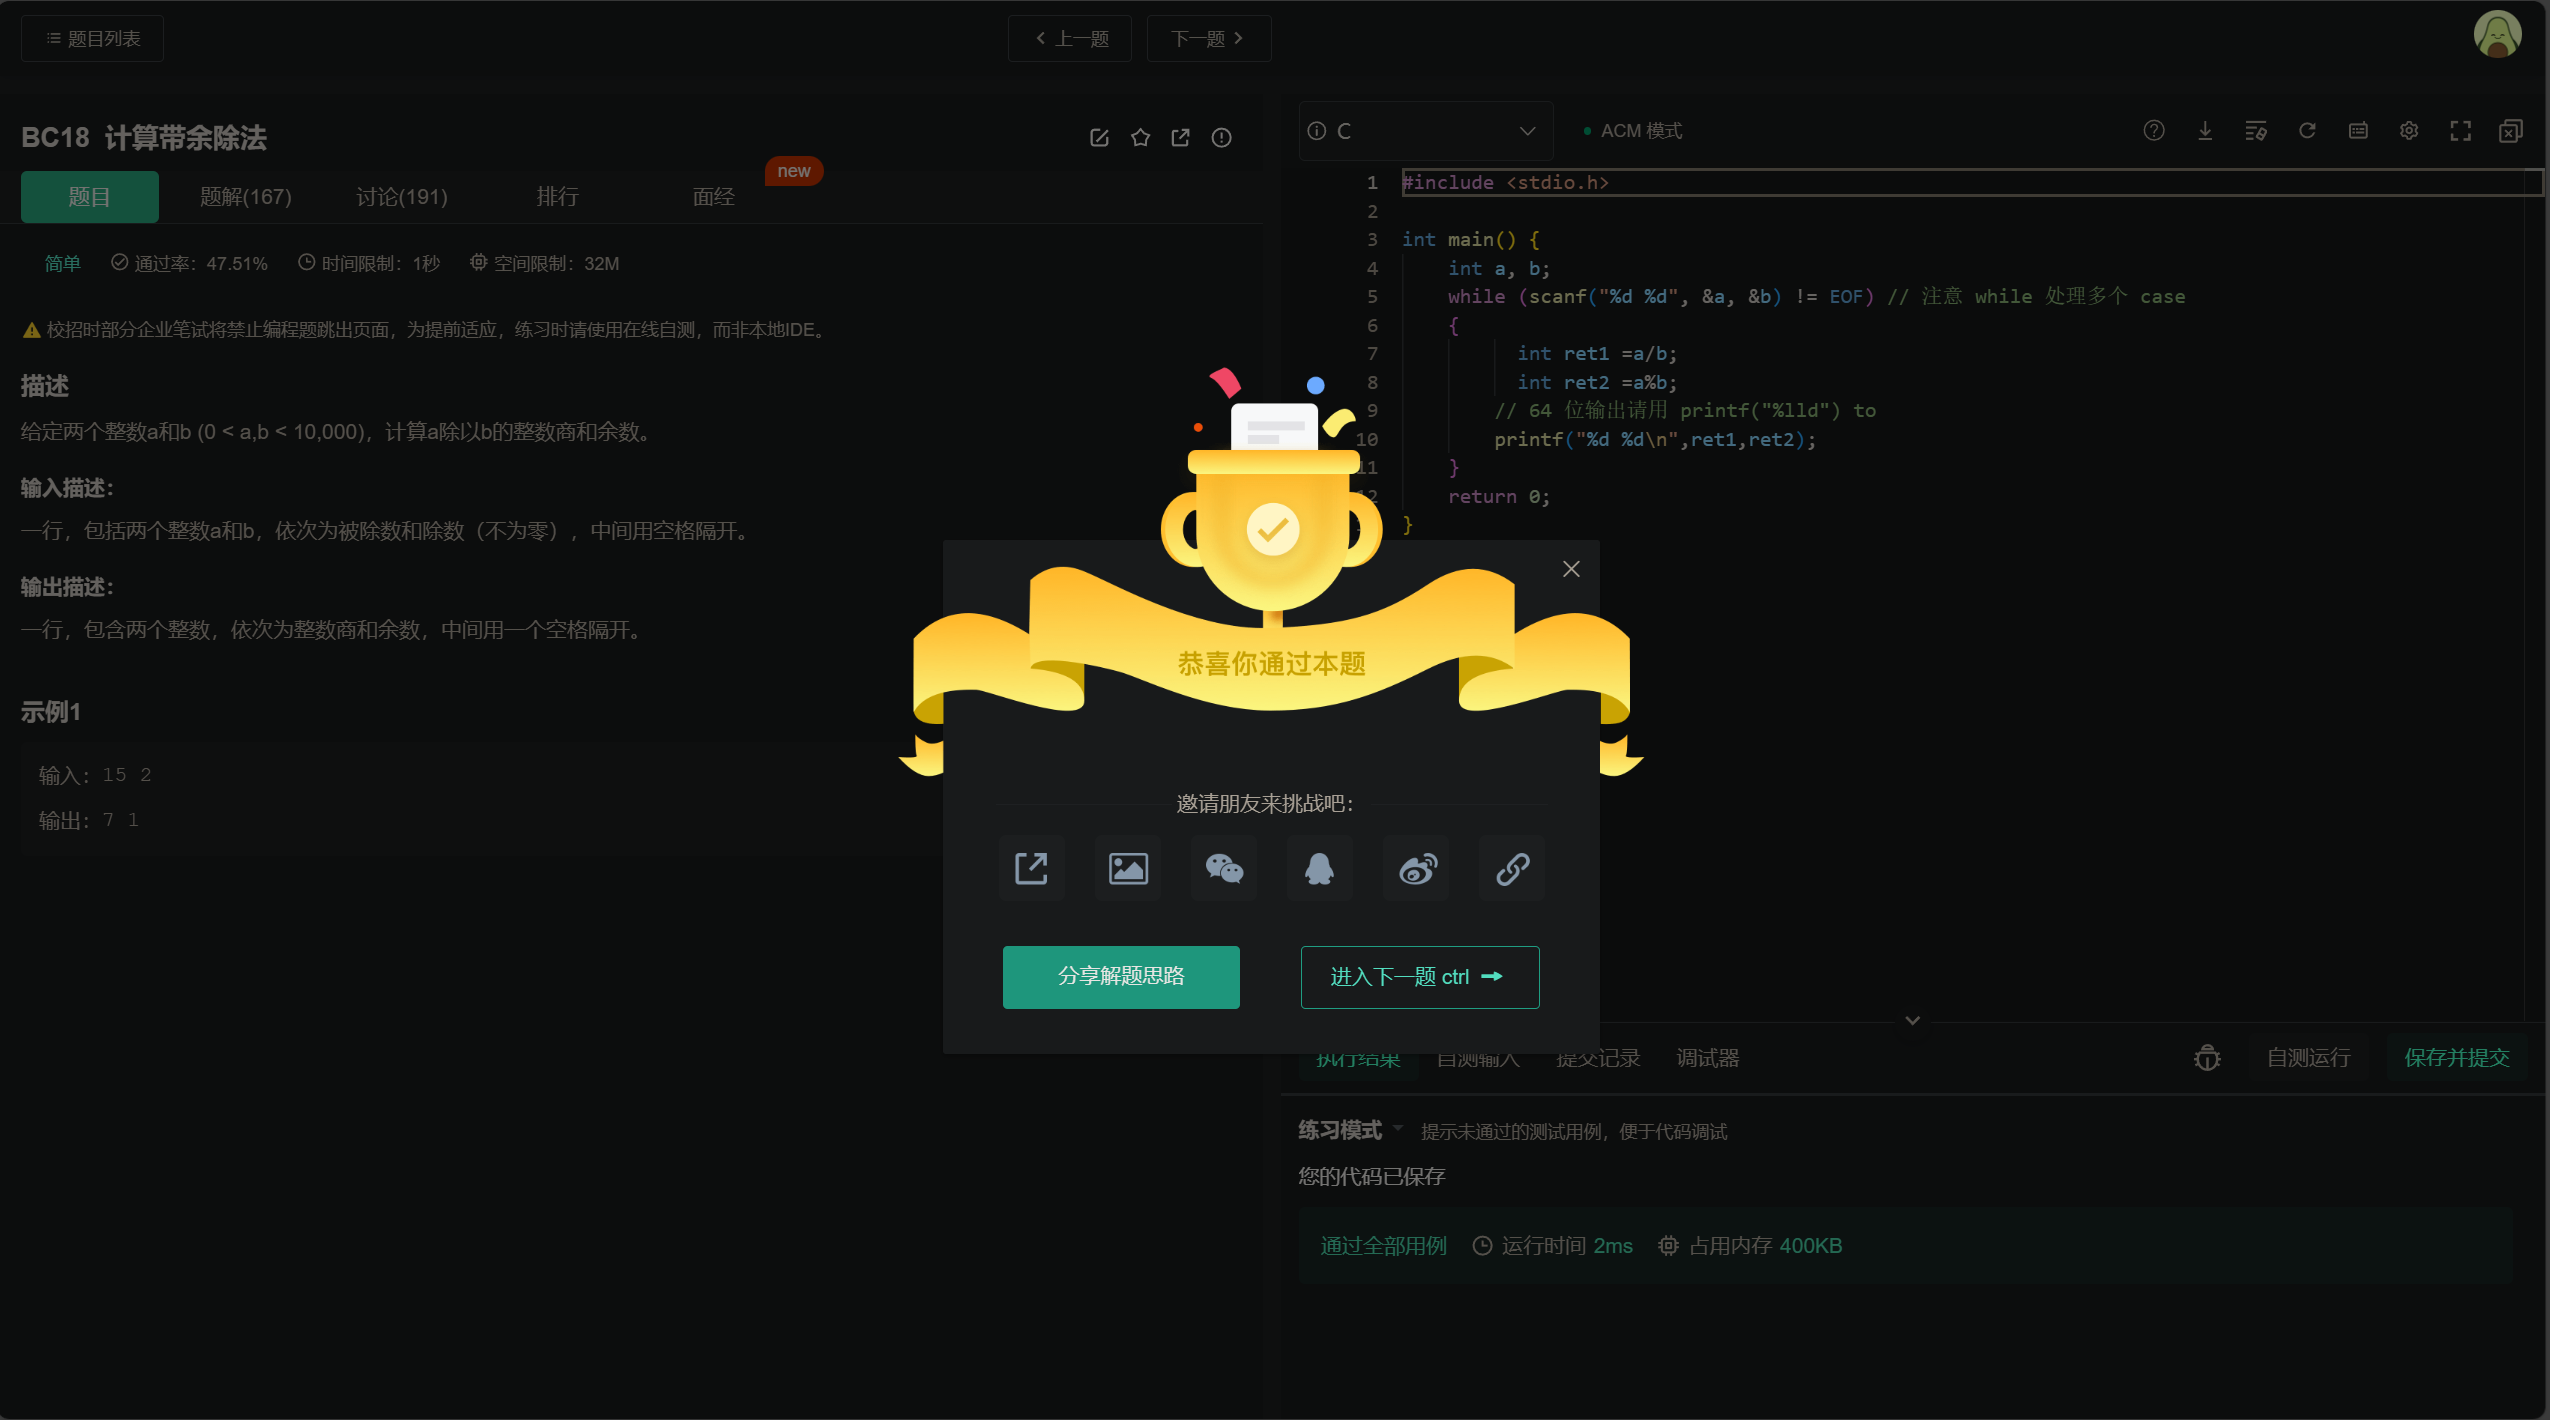 题目列表
上一题
下一题
BC18 计算带余除法
题目
题解(167)
讨论(191)
排行
面经
new
简单 通过率：47.51% 时间限制：1秒 空间限制：32M
校招时部分企业笔试将禁止编程题跳出页面，为提前适应，练习时请使用在线自测，而非本地IDE。
描述
给定两个整数a和b (0 < a,b < 10,000)，计算a除以b的整数商和余数。
输入描述：
一行，包括两个整数a和b，依次为被除数和除数（不为零），中间用空格隔开。
输出描述：
一行，包含两个整数，依次为整数商和余数，中间用一个空格隔开。
示例1
输入：15 2
输出：7 1
C
ACM 模式
1 #include <stdio.h>
2
3 int main() {
4 int a, b;
5 while (scanf("%d %d", &a, &b) != EOF) // 注意 while 处理多个 case
6 {
7 int ret1 =a/b;
8 int ret2 =a%b;
9 // 64 位输出请用 printf("%lld") to
10 printf("%d %d\n",ret1,ret2);
11 }
12 return 0;
}
恭喜你通过本题
邀请朋友来挑战吧：
分享解题思路
进入下一题 ctrl
执行结果 自测输入 提交记录 调试器
自测运行
保存并提交
练习模式 提示未通过的测试用例，便于代码调试
您的代码已保存
通过全部用例 运行时间 2ms 占用内存 400KB